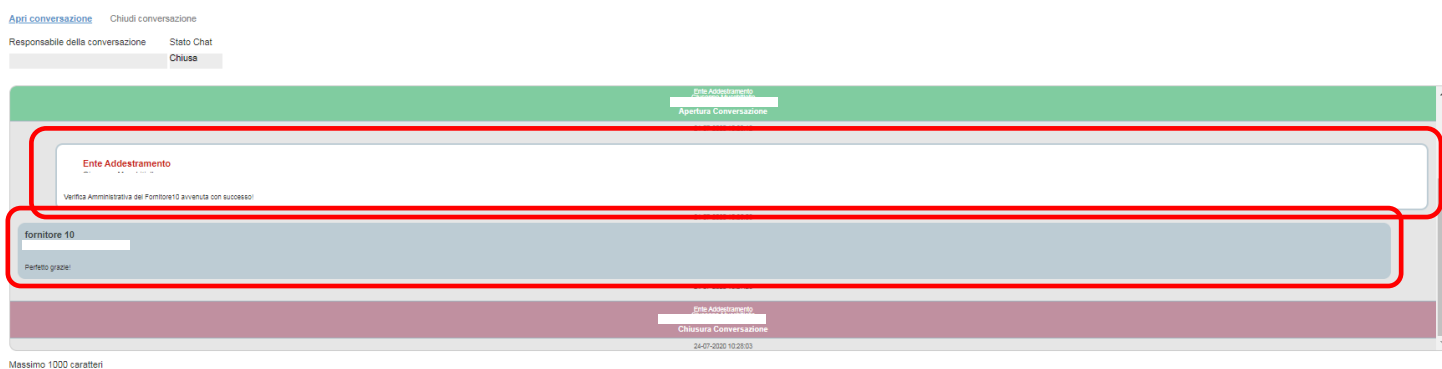 Apri conversazione Chiudi conversazione
Responsabile della conversazione Stato Chat
Chiusa
Ente Addestramento
Apertura Conversazione
Ente Addestramento
Verifica Amministrativa del Fornitore10 avvenuta con successo!
fornitore 10
Perfetto grazie!
Ente Addestramento
Chiusura Conversazione
24-07-2020 10:28:03
Massimo 1000 caratteri